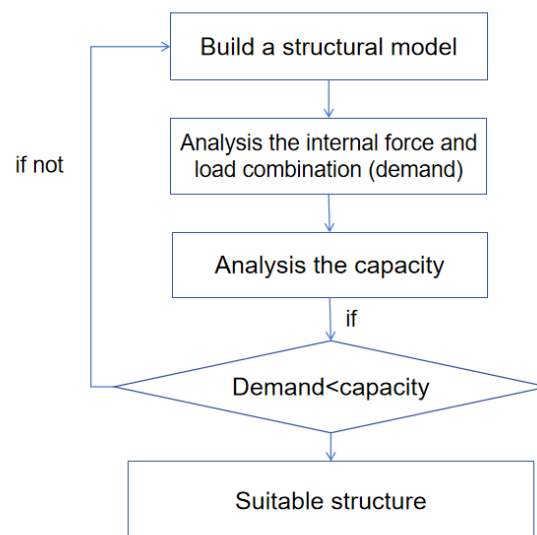 Build a structural model
if not
Analysis the internal force and
load combination (demand)
Analysis the capacity
if
Demand<capacity
Suitable structure